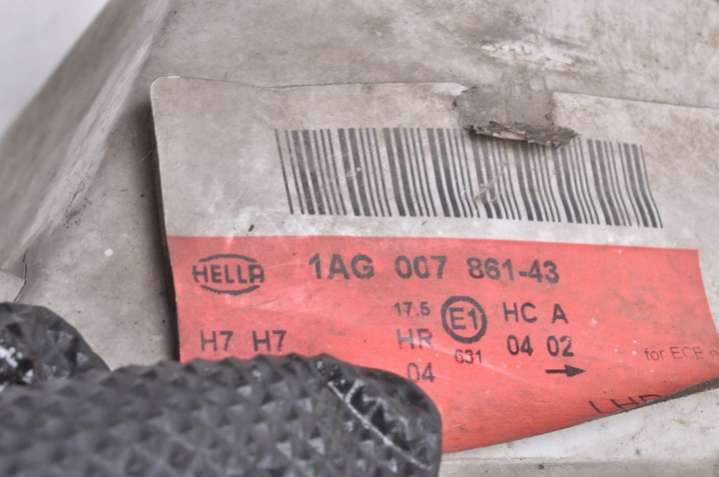 HELLA 1AG 007 861-43
17.5 E1 HC A
H7 H7 HR 631 04 02
04 for ECE